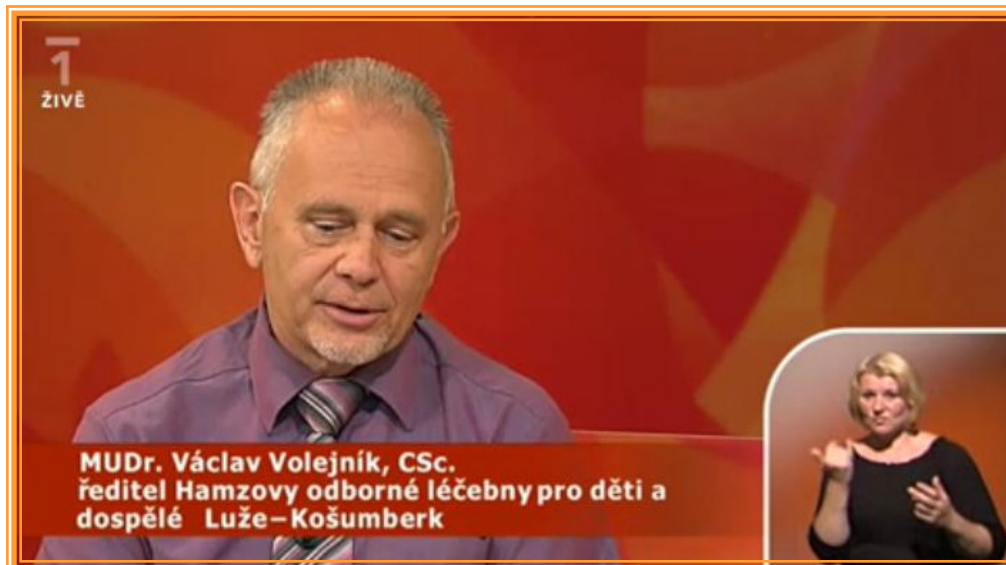 1
ŽIVĚ
MUDr. Václav Volejník, CSc.
ředitel Hamzovy odborné léčebny pro děti a
dospělé Luže–Košumberk